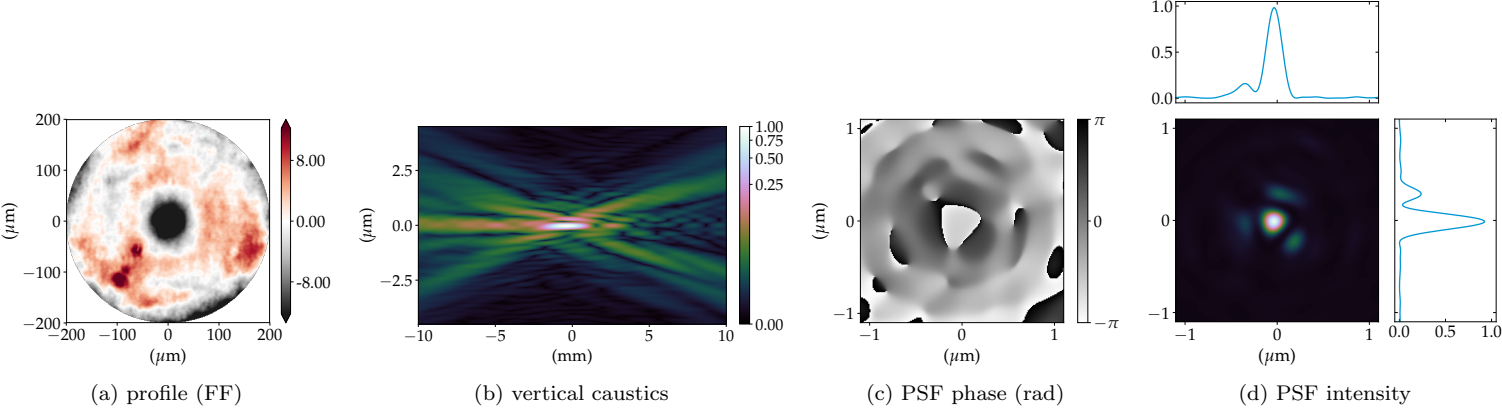 1.0
0.5
0.0
−1 0 1
200
100
0
−100
−200
(μm)
−200 −100 0 100 200
(μm)
8.00
0.00
-8.00
2.5
0.0
−2.5
(μm)
−10 −5 0 5 10
(mm)
1.00
0.75
0.50
0.25
0.00
1
0
−1
(μm)
−1 0 1
(μm)
π
0
−π
1
0
−1
−1 0 1
(μm)
0.0 0.5 1.0
(a) profile (FF)
(b) vertical caustics
(c) PSF phase (rad)
(d) PSF intensity